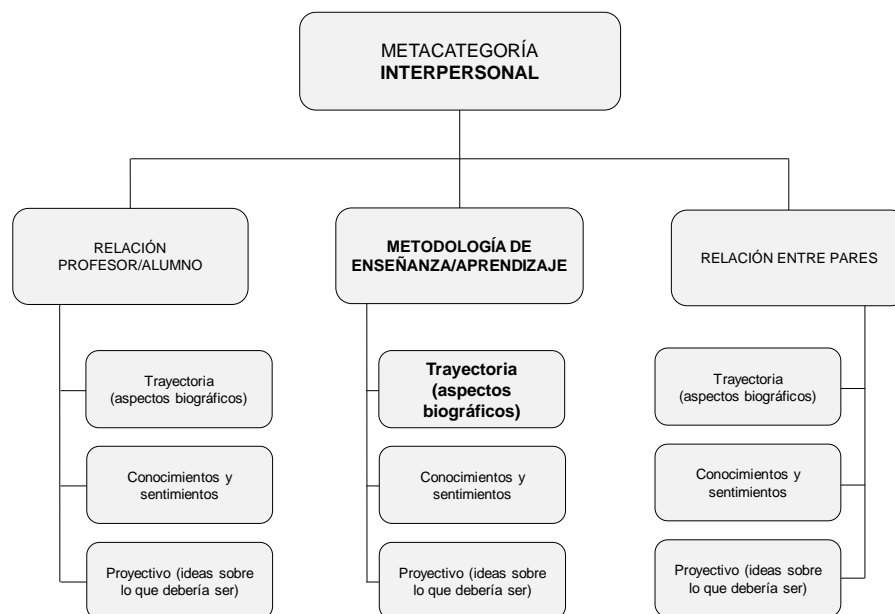 METACATEGORÍA
INTERPERSONAL
RELACIÓN
PROFESOR/ALUMNO
METODOLOGÍA DE
ENSEÑANZA/APRENDIZAJE
RELACIÓN ENTRE PARES
Trayectoria
(aspectos biográficos)
Conocimientos y
sentimientos
Proyectivo (ideas sobre
lo que debería ser)
Trayectoria
(aspectos
biográficos)
Conocimientos y
sentimientos
Proyectivo (ideas sobre
lo que debería ser)
Trayectoria
(aspectos biográficos)
Conocimientos y
sentimientos
Proyectivo (ideas sobre
lo que debería ser)